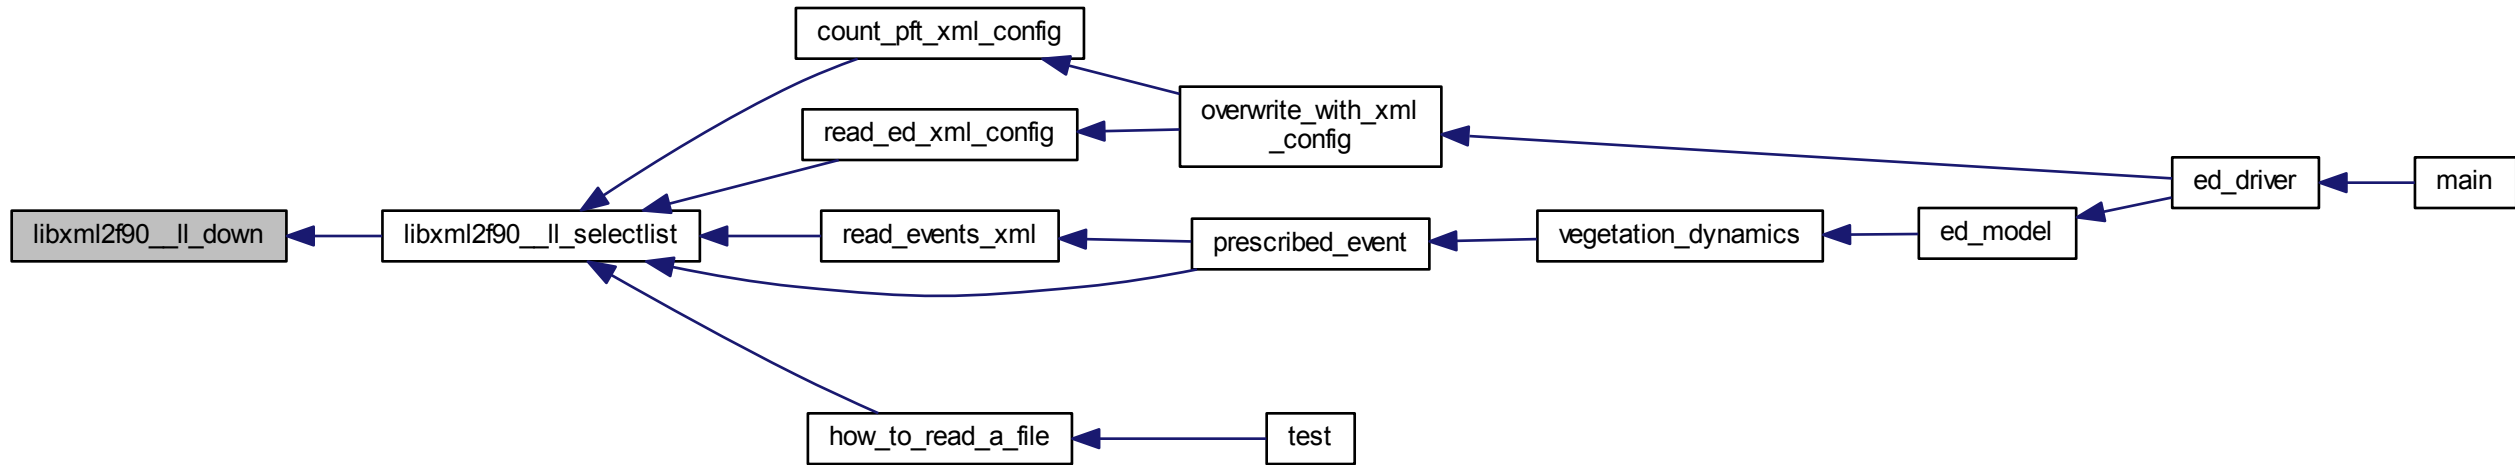 count_pft_xml_config
overwrite_with_xml
_config
read_ed_xml_config
ed_driver
main
libxml2f90__ll_down
libxml2f90__ll_selectlist
read_events_xml
prescribed_event
vegetation_dynamics
ed_model
how_to_read_a_file
test